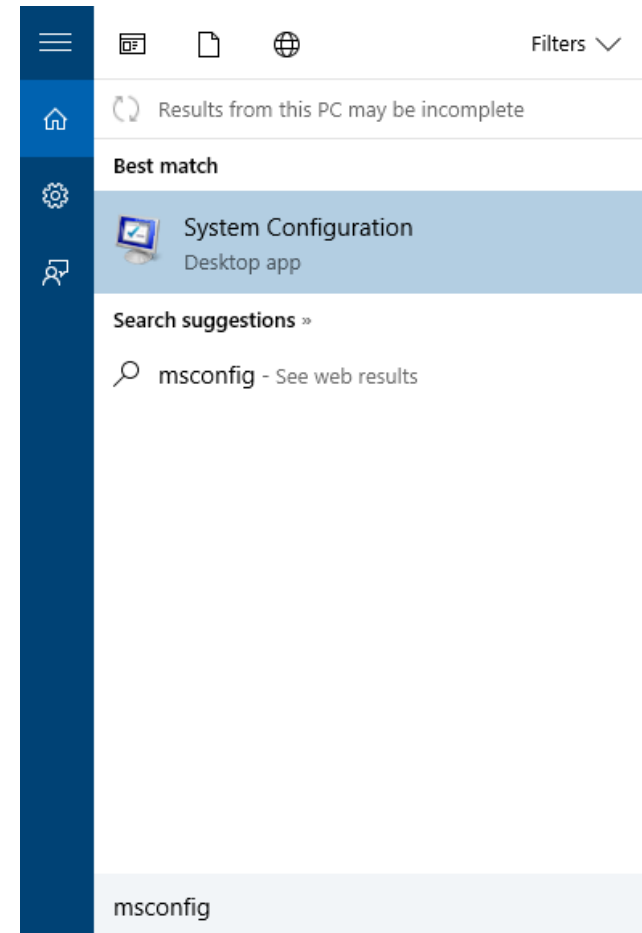 Filters
Results from this PC may be incomplete
Best match
System Configuration
Desktop app
Search suggestions »
msconfig - See web results
msconfig